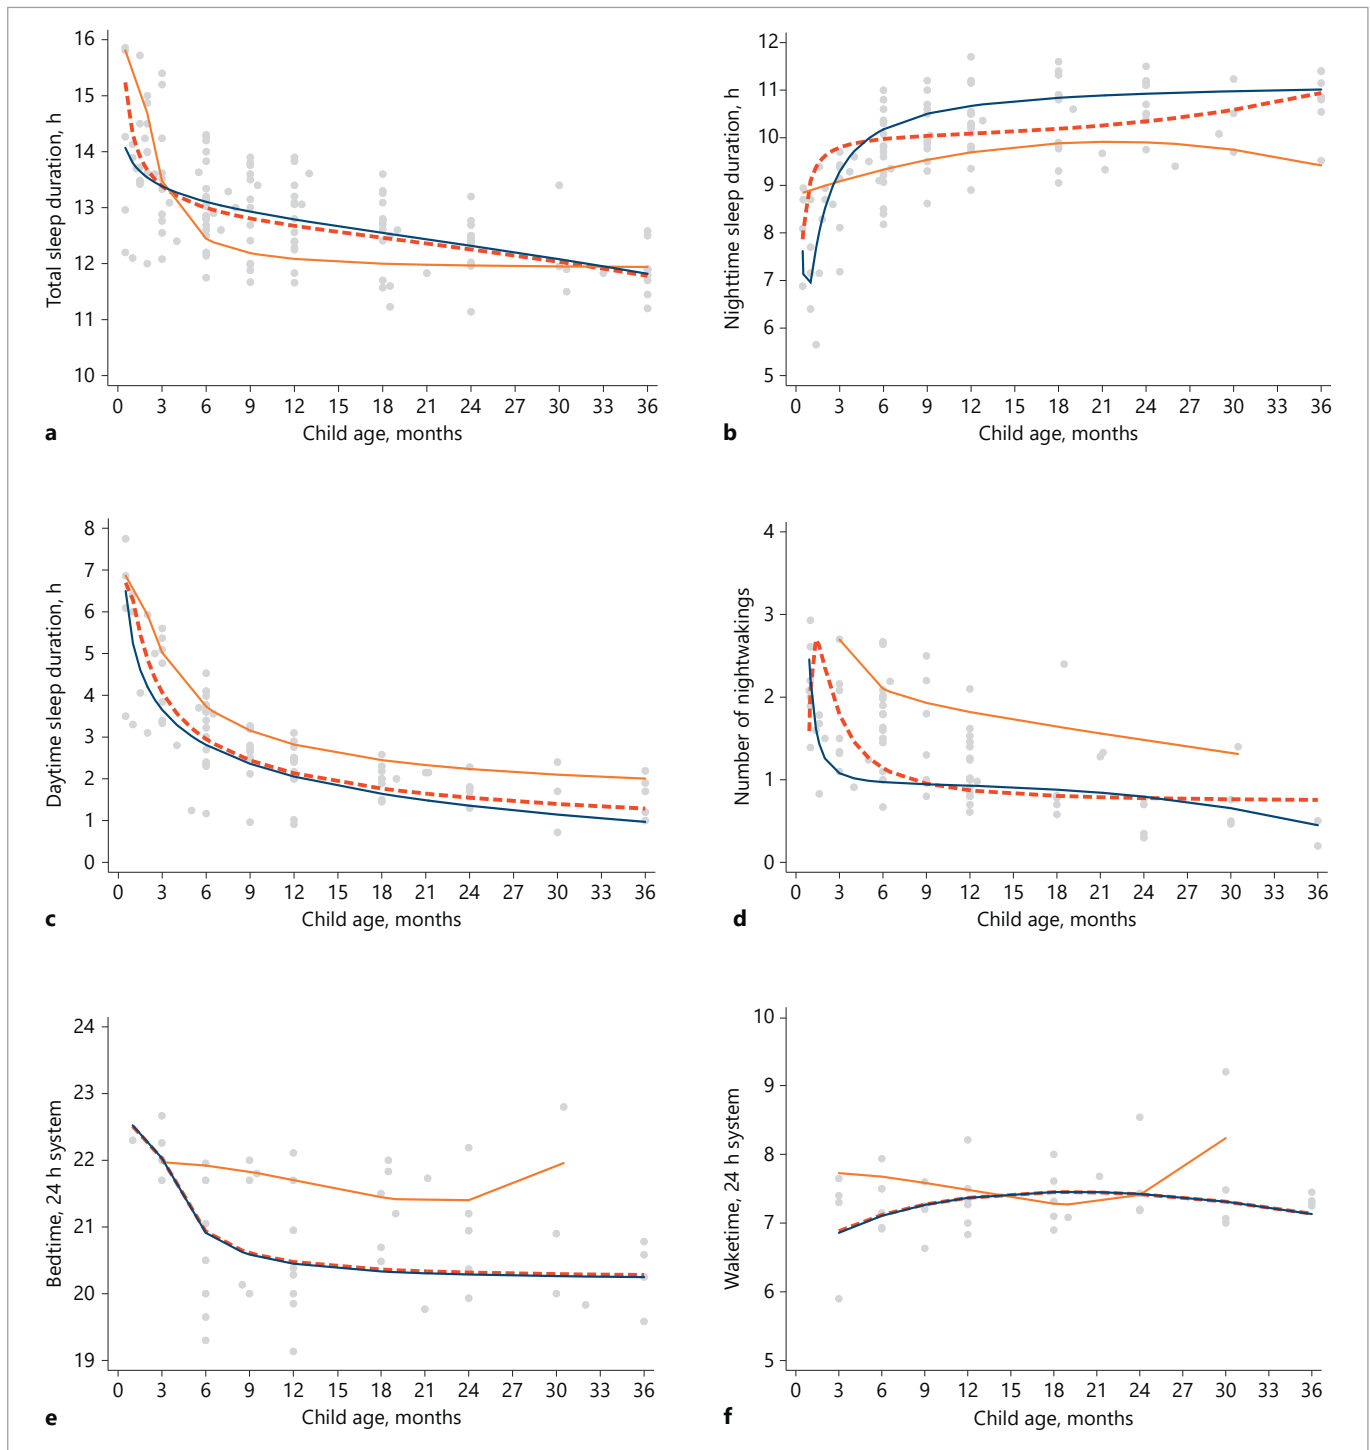 16
15
14
13
12
11
10
Total sleep duration, h
0 3 6 9 12 15 18 21 24 27 30 33 36
Child age, months
a
12
11
10
9
8
7
6
5
Nighttime sleep duration, h
0 3 6 9 12 15 18 21 24 27 30 33 36
Child age, months
b
8
7
6
5
4
3
2
1
0
Daytime sleep duration, h
0 3 6 9 12 15 18 21 24 27 30 33 36
Child age, months
c
4
3
2
1
0
Number of nightwakings
0 3 6 9 12 15 18 21 24 27 30 33 36
Child age, months
d
24
23
22
21
20
19
Bedtime, 24 h system
0 3 6 9 12 15 18 21 24 27 30 33 36
Child age, months
e
10
9
8
7
6
5
Waketime, 24 h system
0 3 6 9 12 15 18 21 24 27 30 33 36
Child age, months
f